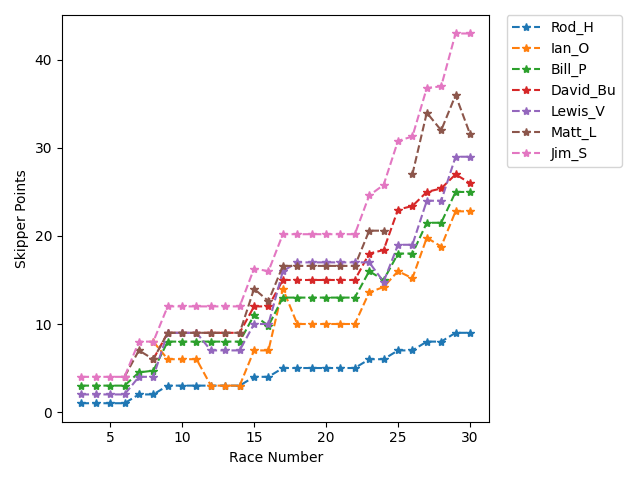 Rod_H
Ian_O
Bill_P
David_Bu
Lewis_V
Matt_L
Jim_S
40
30
20
10
0
Skipper Points
5 10 15 20 25 30
Race Number